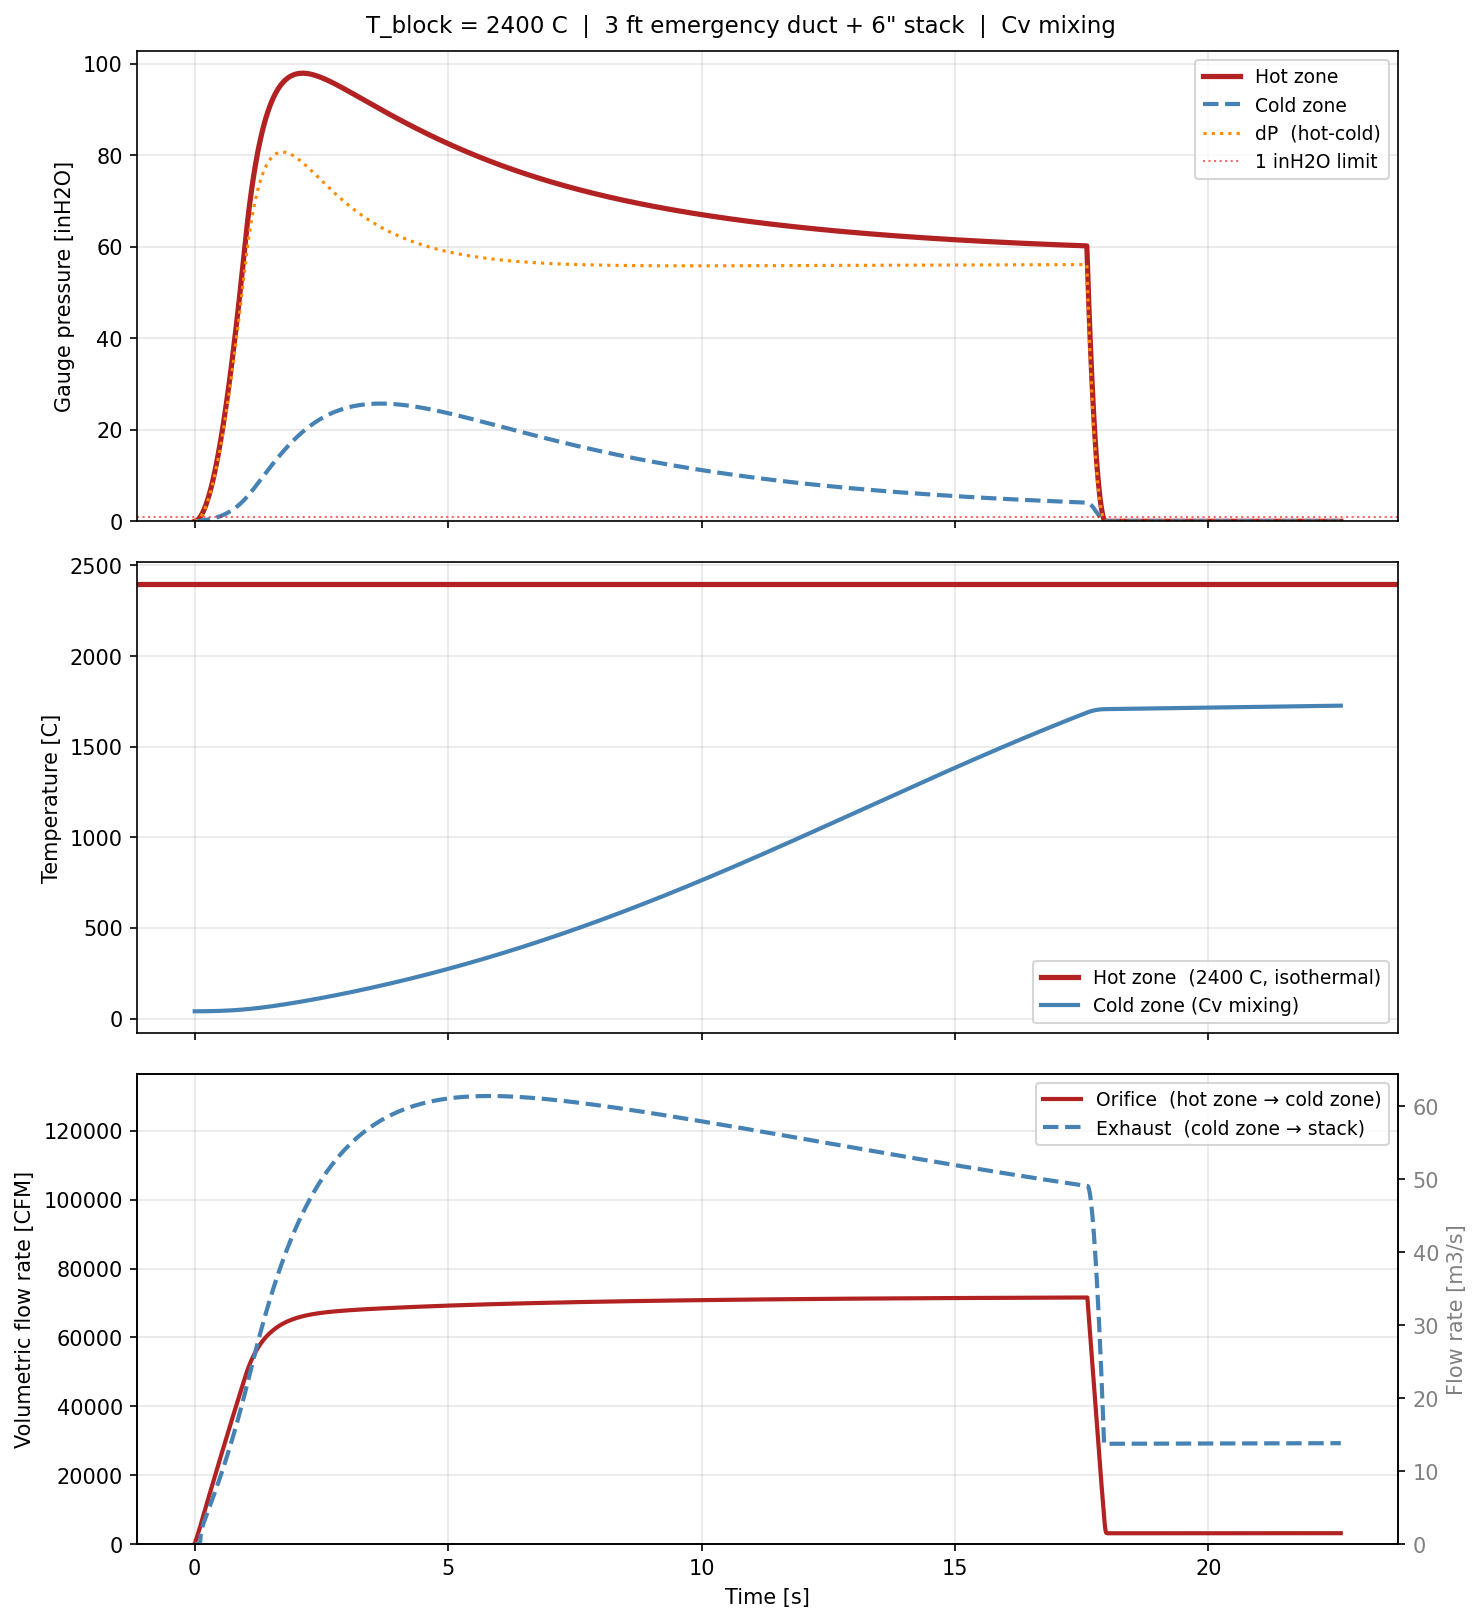 T_block = 2400 C | 3 ft emergency duct + 6" stack | Cv mixing
100
80
60
40
20
0
Gauge pressure [inH2O]
Hot zone
Cold zone
dP (hot-cold)
1 inH2O limit
2500
2000
1500
1000
500
0
Temperature [C]
Hot zone (2400 C, isothermal)
Cold zone (Cv mixing)
120000
100000
80000
60000
40000
20000
0
Volumetric flow rate [CFM]
Orifice (hot zone → cold zone)
Exhaust (cold zone → stack)
60
50
40
30
20
10
0
Flow rate [m3/s]
0 5 10 15 20
Time [s]